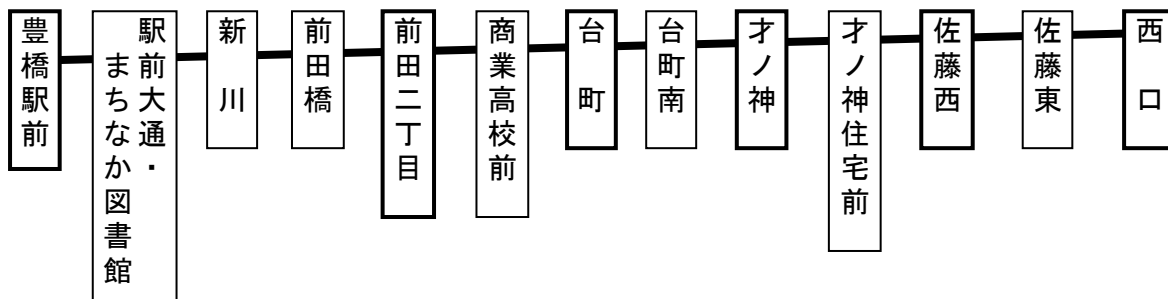 豊橋駅前
駅前大通・
まちなか図書館
新川
前田橋
前田二丁目
商業高校前
台町
台町南
才ノ神
才ノ神住宅前
佐藤西
佐藤東
西口